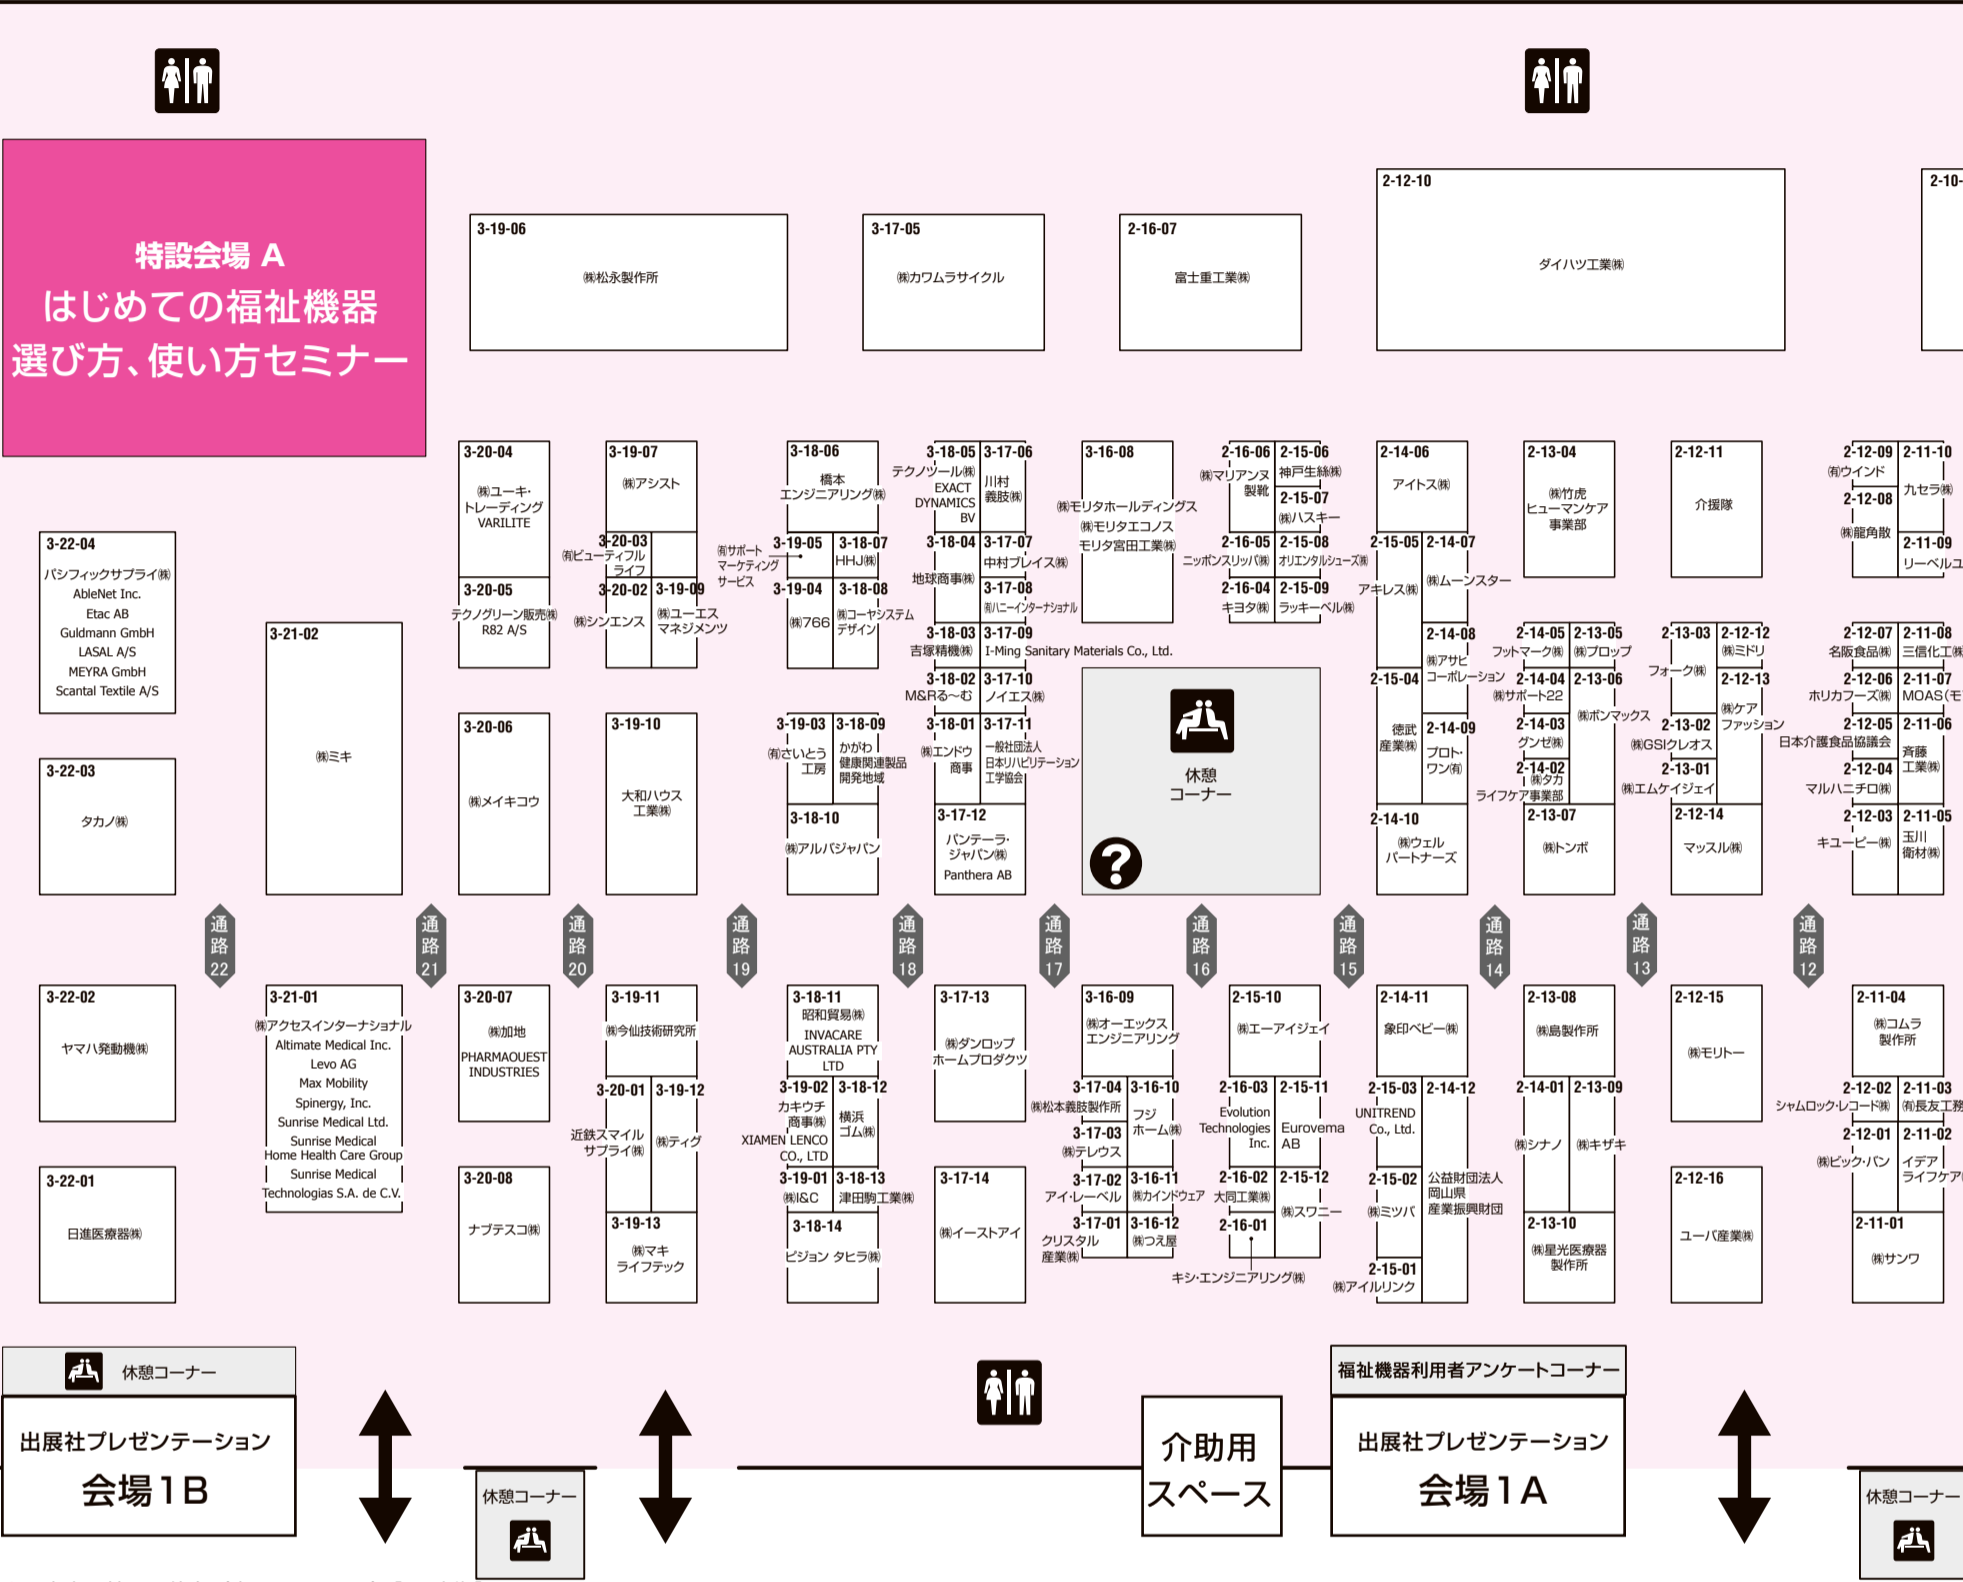 特設会場 A
はじめての福祉機器
選び方、使い方セミナー
3-19-06
㈱松永製作所
3-17-05
㈱カワムラサイクル
2-16-07
富士重工業㈱
2-12-10
ダイハツ工業㈱
2-10-
3-22-04
パシフィックサプライ㈱
AbleNet Inc.
Etac AB
Guldmann GmbH
LASAL A/S
MEYRA GmbH
Scantal Textile A/S
3-22-03
タカノ㈱
3-21-02
㈱ミキ
3-20-04
㈱ユーキ・
トレーディング
VARILITE
3-20-05
テクノグリーン販売㈱
R82 A/S
3-20-06
㈱メイキコウ
3-19-07
㈱アシスト
3-20-03
㈲ビューティフル
ライフ
3-20-02
㈱シンエンス
3-19-09
㈱ユーエス
マネジメンツ
3-19-10
大和ハウス
工業㈱
3-18-06
橋本
エンジニアリング㈱
㈲サポート
マーケティング
サービス
3-19-05
3-18-07
HHJ㈱
3-19-04
㈱766
3-18-08
㈱コーヤシステム
デザイン
3-19-03
㈲さいとう
工房
3-18-09
かがわ
健康関連製品
開発地域
3-18-10
㈱アルバジャパン
3-18-05
テクノツール㈱
EXACT
DYNAMICS
BV
3-17-06
川村
義肢㈱
3-18-04
地球商事㈱
3-17-07
中村ブレイス㈱
3-17-08
㈲ハニーインターナショナル
3-18-03
吉塚精機㈱
3-17-09
I-Ming Sanitary Materials Co., Ltd.
3-18-02
M&Rる〜む
3-17-10
ノイエス㈱
3-18-01
㈱エンドウ
商事
3-17-11
一般社団法人
日本リハビリテーション
工学協会
3-17-12
パンテーラ・
ジャパン㈱
Panthera AB
3-16-08
㈱モリタホールディングス
㈱モリタエコノス
モリタ宮田工業㈱
休憩
コーナー
?
2-16-06
㈱マリアンヌ
製靴
2-15-06
神戸生絲㈱
2-15-07
㈱ハスキー
2-16-05
ニッポンスリッパ㈱
2-15-08
オリエンタルシューズ㈱
2-16-04
キヨタ㈱
2-15-09
ラッキーベル㈱
2-14-06
アイトス㈱
2-15-05
アキレス㈱
2-14-07
㈱ムーンスター
2-14-08
㈱アサヒ
コーポレーション
2-15-04
徳武
産業㈱
2-14-09
プロト・
ワン㈲
2-14-10
㈱ウェル
パートナーズ
2-13-04
㈱竹虎
ヒューマンケア
事業部
2-14-05
フットマーク㈱
2-13-05
㈱プロップ
2-14-04
㈱サポート22
2-13-06
㈱ボンマックス
2-14-03
グンゼ㈱
2-14-02
㈱タカ
ライフケア事業部
2-13-07
㈱トンボ
2-12-11
介援隊
2-13-03
フォーク㈱
2-12-12
㈱ミドリ
2-12-13
㈱ケア
ファッション
2-13-02
㈱GSIクレオス
2-13-01
㈱エムケイジェイ
2-12-14
マッスル㈱
2-12-09
㈲ウインド
2-11-10
九セラ㈱
2-12-08
㈱龍角散
2-11-09
リーベルユ
2-12-07
名阪食品㈱
2-11-08
三信化工㈱
2-12-06
ホリカフーズ㈱
2-11-07
MOAS(モ
2-12-05
日本介護食品協議会
2-11-06
斉藤
工業㈱
2-12-04
マルハニチロ㈱
2-12-03
キユーピー㈱
2-11-05
玉川
衛材㈱
通路22
通路21
通路20
通路19
通路18
通路17
通路16
通路15
通路14
通路13
通路12
3-22-02
ヤマハ発動機㈱
3-22-01
日進医療器㈱
3-21-01
㈱アクセスインターナショナル
Altimate Medical Inc.
Levo AG
Max Mobility
Spinergy, Inc.
Sunrise Medical Ltd.
Sunrise Medical
Home Health Care Group
Sunrise Medical
Technologias S.A. de C.V.
3-20-07
㈱加地
PHARMAOUEST
INDUSTRIES
3-20-08
ナブテスコ㈱
3-19-11
㈱今仙技術研究所
3-20-01
近鉄スマイル
サプライ㈱
3-19-12
㈱ティグ
3-19-13
㈱マキ
ライフテック
3-18-11
昭和貿易㈱
INVACARE
AUSTRALIA PTY
LTD
3-19-02
カキウチ
商事㈱
XIAMEN LENCO
CO., LTD
3-18-12
横浜
ゴム㈱
3-19-01
㈱I&C
3-18-13
津田駒工業㈱
3-18-14
ピジョン タヒラ㈱
3-17-13
㈱ダンロップ
ホームプロダクツ
3-17-14
㈱イーストアイ
3-16-09
㈱オーエックス
エンジニアリング
3-17-04
㈱松本義肢製作所
3-16-10
フジ
ホーム㈱
3-17-03
㈱テレウス
3-17-02
アイ・レーベル
3-16-11
㈱カインドウェア
3-17-01
クリスタル
産業㈱
3-16-12
㈱つえ屋
2-15-10
㈱エーアイジェイ
2-16-03
Evolution
Technologies
Inc.
2-15-11
Eurovema
AB
2-16-02
大同工業㈱
2-15-12
㈱スワニー
2-16-01
キシ・エンジニアリング㈱
2-14-11
象印ベビー㈱
2-15-03
UNITREND
Co., Ltd.
2-14-12
公益財団法人
岡山県
産業振興財団
2-15-02
㈱ミツバ
2-15-01
㈱アイルリンク
2-13-08
㈱島製作所
2-14-01
㈱シナノ
2-13-09
㈱キザキ
2-13-10
㈱星光医療器
製作所
2-12-15
㈱モリトー
2-12-16
ユーバ産業㈱
2-11-04
㈱コムラ
製作所
2-12-02
シャムロック・レコード㈱
2-11-03
㈲長友工務
2-12-01
㈱ビック・バン
2-11-02
イデア
ライフケア
2-11-01
㈱サンワ
休憩コーナー
出展社プレゼンテーション
会場1B
休憩コーナー
介助用
スペース
福祉機器利用者アンケートコーナー
出展社プレゼンテーション
会場1A
休憩コーナー